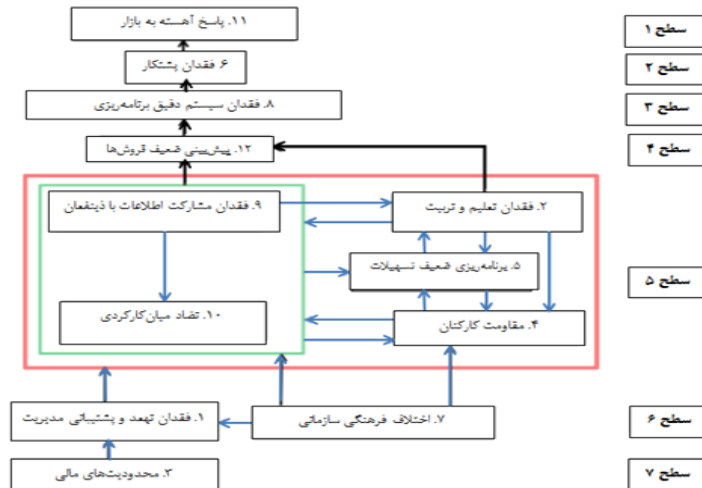 ۱۱. پاسخ آهسته به بازار
سطح ۱
۶. فقدان پشتکار
سطح ۲
۸. فقدان سیستم دقیق برنامه‌ریزی
سطح ۳
۱۲. پیش‌بینی ضعیف فروش‌ها
سطح ۴
۹. فقدان مشارکت اطلاعات با ذینفعان
۲. فقدان تعلیم و تربیت
۵. برنامه‌ریزی ضعیف تسهیلات
سطح ۵
۱۰. تضاد میان‌کارکردی
۴. مقاومت کارکنان
۱. فقدان تهعد و پشتیبانی مدیریت
۷. اختلاف فرهنگی سازمانی
سطح ۶
۳. محدودیت‌های مالی
سطح ۷